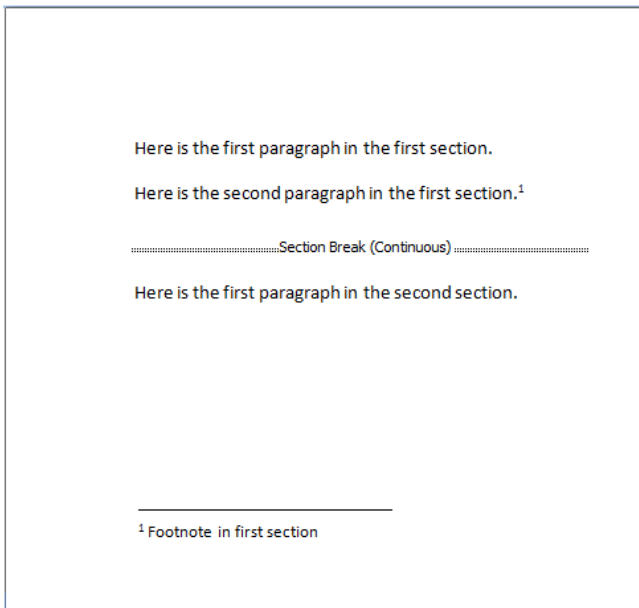 Here is the first paragraph in the first section.
Here is the second paragraph in the first section.¹
Section Break (Continuous)
Here is the first paragraph in the second section.
¹ Footnote in first section